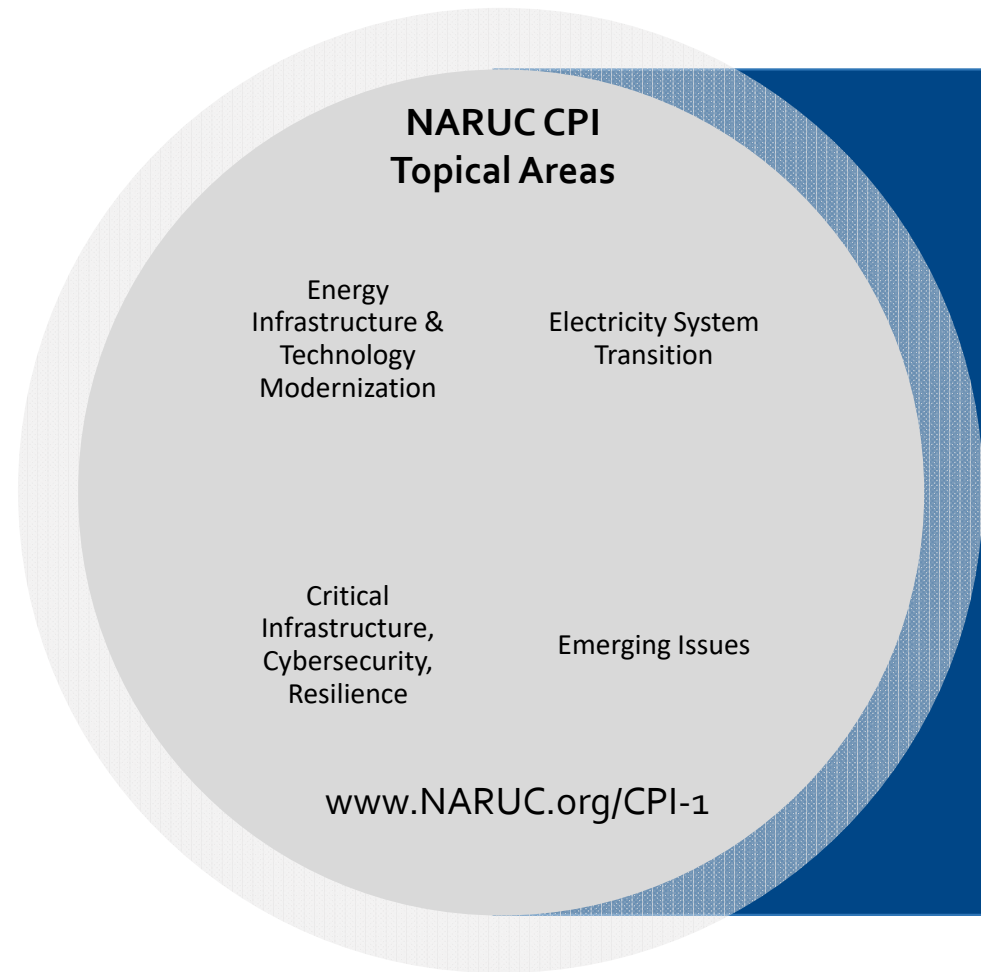 NARUC CPI
Topical Areas
Energy
Infrastructure &
Technology
Modernization
Electricity System
Transition
Critical
Infrastructure,
Cybersecurity,
Resilience
Emerging Issues
www.NARUC.org/CPI-1